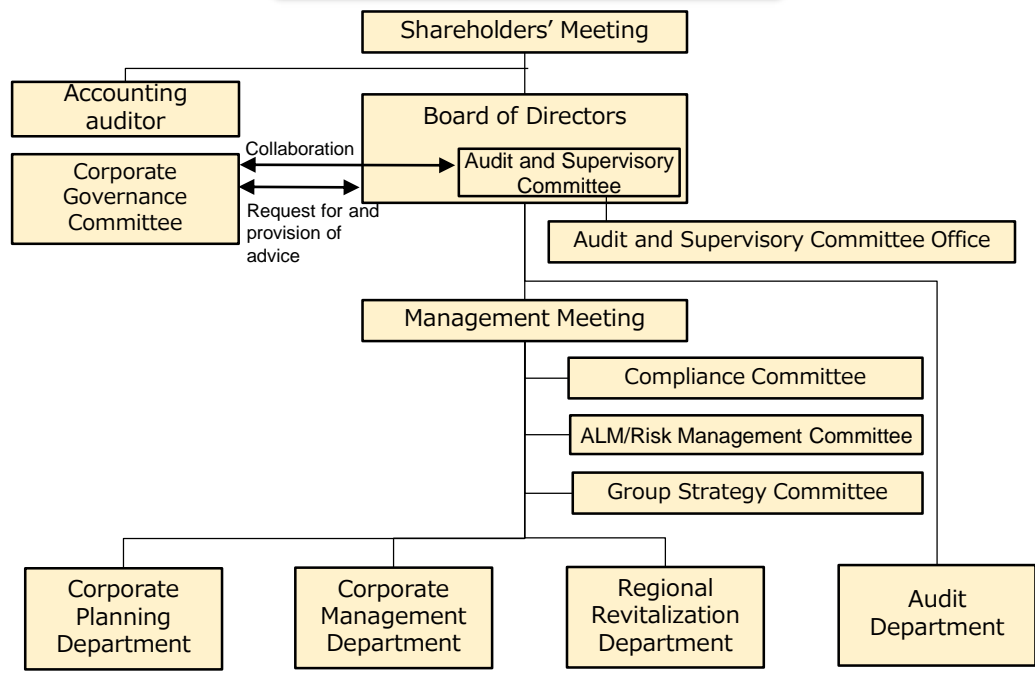 Shareholders’ Meeting
Accounting
auditor
Board of Directors
Collaboration
Audit and Supervisory
Committee
Corporate
Governance
Committee
Request for and
provision of
advice
Audit and Supervisory Committee Office
Management Meeting
Compliance Committee
ALM/Risk Management Committee
Group Strategy Committee
Corporate
Planning
Department
Corporate
Management
Department
Regional
Revitalization
Department
Audit
Department